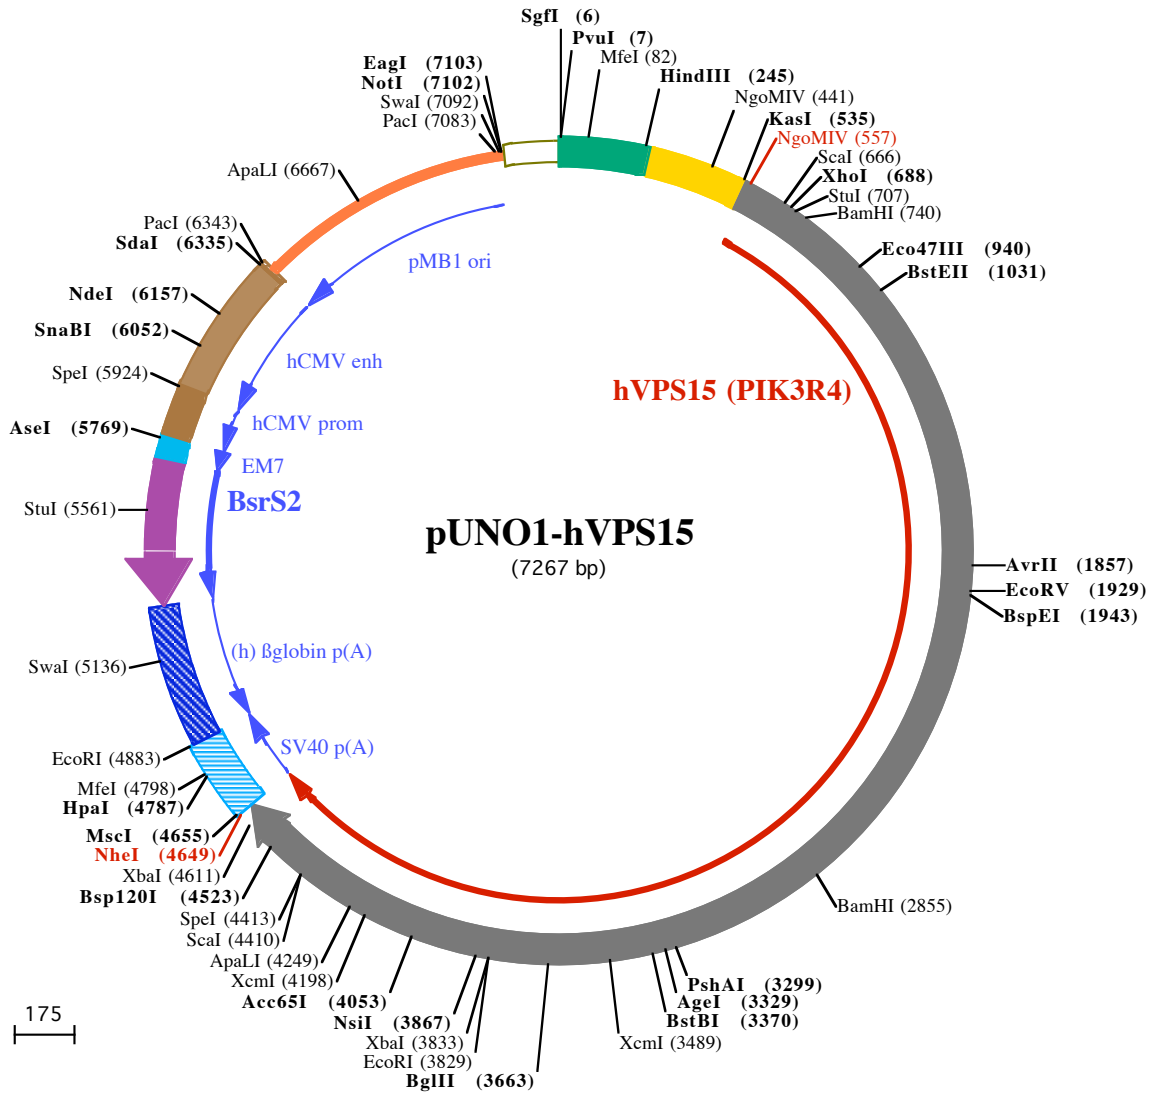 SgfI (6)
PvuI (7)
MfeI (82)
HindIII (245)
NgoMIV (441)
KasI (535)
NgoMIV (557)
ScaI (666)
XhoI (688)
StuI (707)
BamHI (740)
Eco47III (940)
BstEII (1031)
AvrII (1857)
EcoRV (1929)
BspEI (1943)
BamHI (2855)
PshAI (3299)
AgeI (3329)
BstBI (3370)
XcmI (3489)
BglII (3663)
EcoRI (3829)
XbaI (3833)
NsiI (3867)
Acc65I (4053)
XcmI (4198)
ApaLI (4249)
ScaI (4410)
SpeI (4413)
Bsp120I (4523)
XbaI (4611)
NheI (4649)
MscI (4655)
HpaI (4787)
MfeI (4798)
EcoRI (4883)
SwaI (5136)
StuI (5561)
AseI (5769)
SpeI (5924)
SnaBI (6052)
NdeI (6157)
SdaI (6335)
PacI (6343)
ApaLI (6667)
PacI (7083)
SwaI (7092)
NotI (7102)
EagI (7103)
pMB1 ori
hCMV enh
hCMV prom
EM7
BsrS2
(h) ßglobin p(A)
SV40 p(A)
hVPS15 (PIK3R4)
pUNO1-hVPS15
(7267 bp)
175